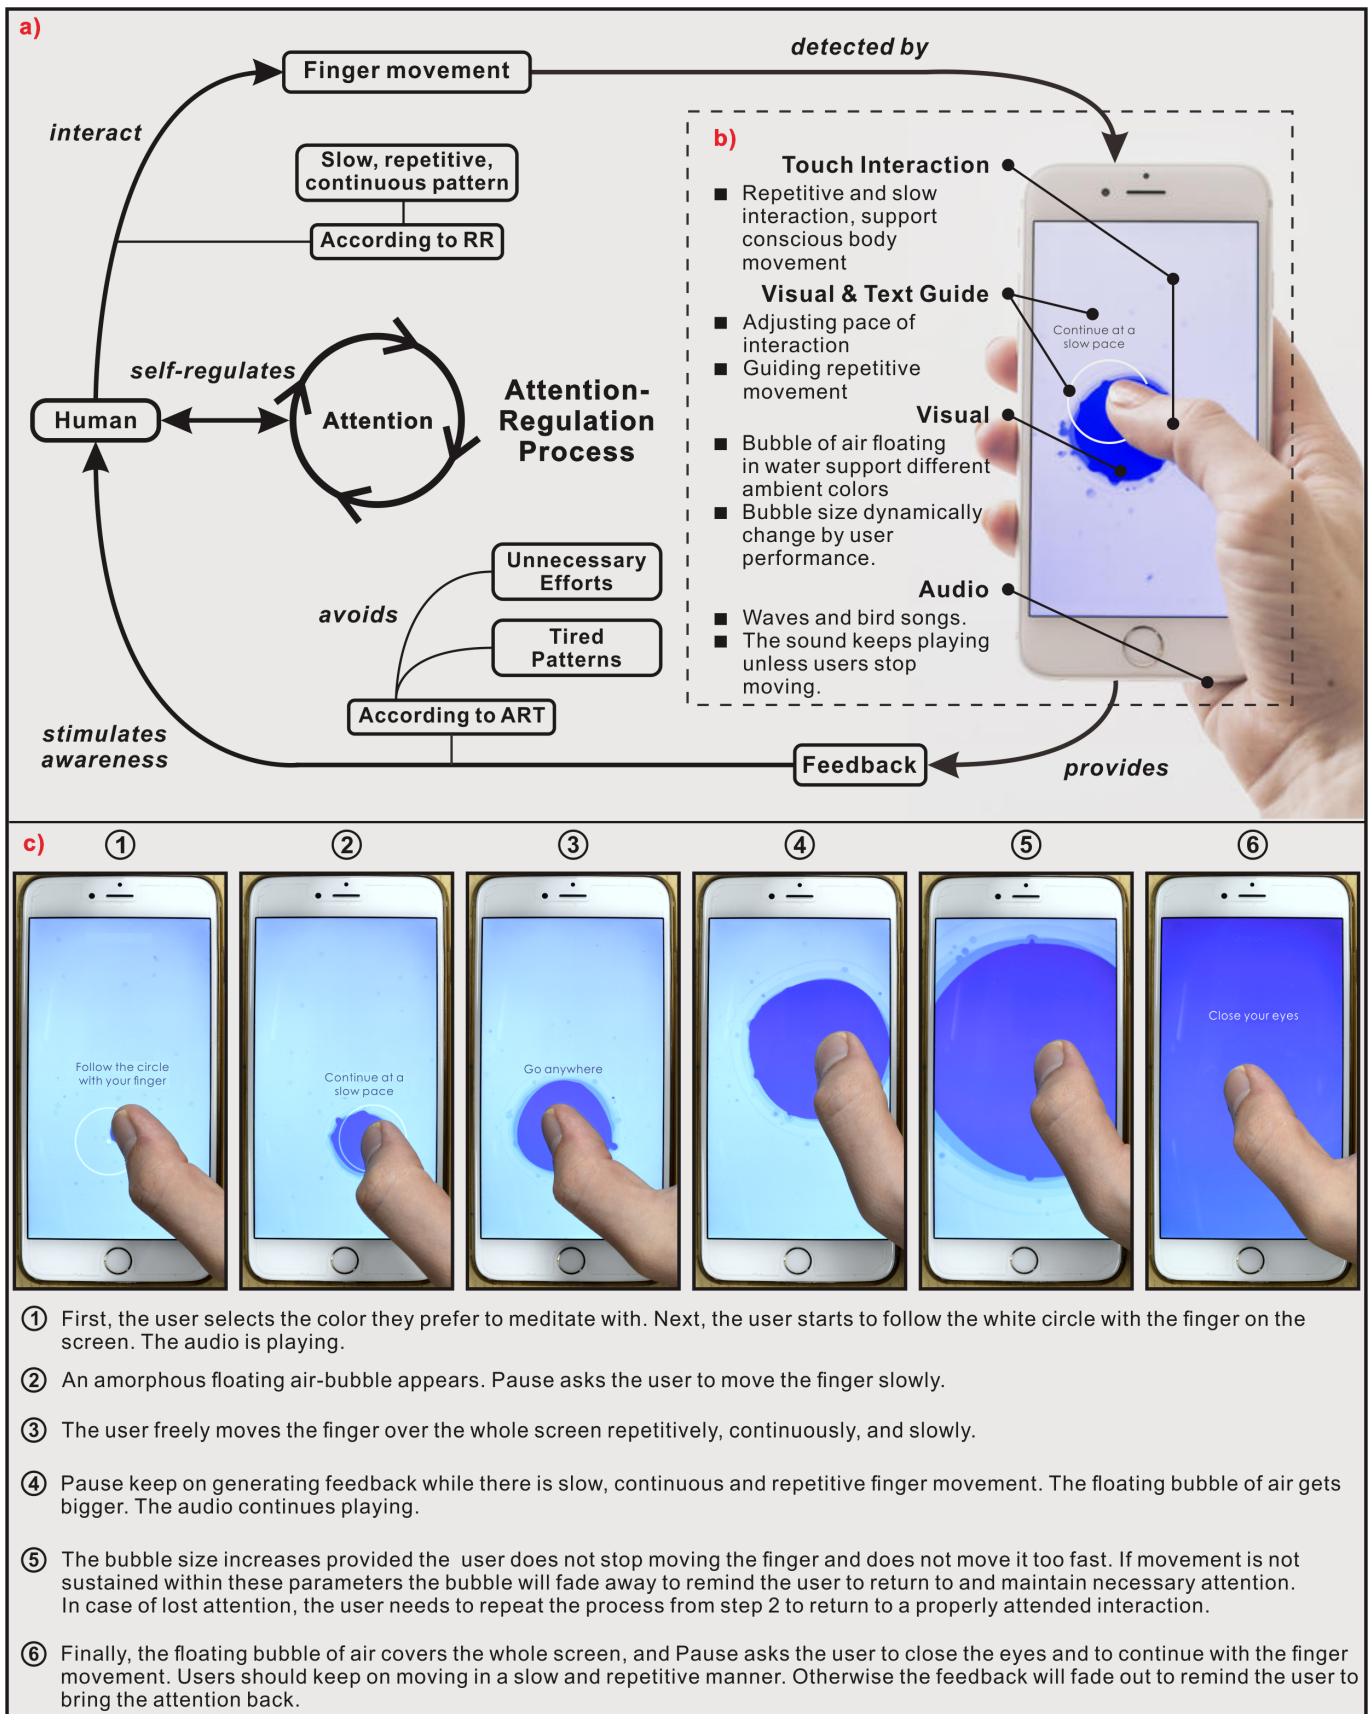 a)
Finger movement
detected by
interact
Slow, repetitive,
continuous pattern
According to RR
self-regulates
Human
Attention
Attention-
Regulation
Process
Unnecessary
Efforts
avoids
Tired
Patterns
According to ART
stimulates
awareness
Feedback
provides
b)
Touch Interaction
■ Repetitive and slow
interaction, support
conscious body
movement
Visual & Text Guide
■ Adjusting pace of
interaction
■ Guiding repetitive
movement
Visual
■ Bubble of air floating
in water support different
ambient colors
■ Bubble size dynamically
change by user
performance.
Audio
■ Waves and bird songs.
■ The sound keeps playing
unless users stop
moving.
Continue at a
slow pace
c)
① ② ③ ④ ⑤ ⑥
Follow the circle
with your finger
Continue at a
slow pace
Go anywhere
Close your eyes
① First, the user selects the color they prefer to meditate with. Next, the user starts to follow the white circle with the finger on the
screen. The audio is playing.
② An amorphous floating air-bubble appears. Pause asks the user to move the finger slowly.
③ The user freely moves the finger over the whole screen repetitively, continuously, and slowly.
④ Pause keep on generating feedback while there is slow, continuous and repetitive finger movement. The floating bubble of air gets
bigger. The audio continues playing.
⑤ The bubble size increases provided the user does not stop moving the finger and does not move it too fast. If movement is not
sustained within these parameters the bubble will fade away to remind the user to return to and maintain necessary attention.
In case of lost attention, the user needs to repeat the process from step 2 to return to a properly attended interaction.
⑥ Finally, the floating bubble of air covers the whole screen, and Pause asks the user to close the eyes and to continue with the finger
movement. Users should keep on moving in a slow and repetitive manner. Otherwise the feedback will fade out to remind the user to
bring the attention back.